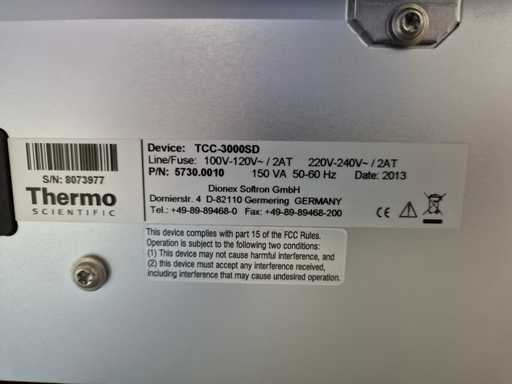 S/N: 8073977
Thermo
SCIENTIFIC
Device: TCC-3000SD
Line/Fuse: 100V-120V~ / 2AT 220V-240V~ / 2AT
P/N: 5730.0010 150 VA 50-60 Hz Date: 2013
Dionex Softron GmbH
Dornierstr. 4 D-82110 Germering GERMANY
Tel.: +49-89-89468-0 Fax: +49-89-89468-200
CE
This device complies with part 15 of the FCC Rules.
Operation is subject to the following two conditions:
(1) This device may not cause harmful interference, and
(2) this device must accept any interference received,
including interference that may cause undesired operation.